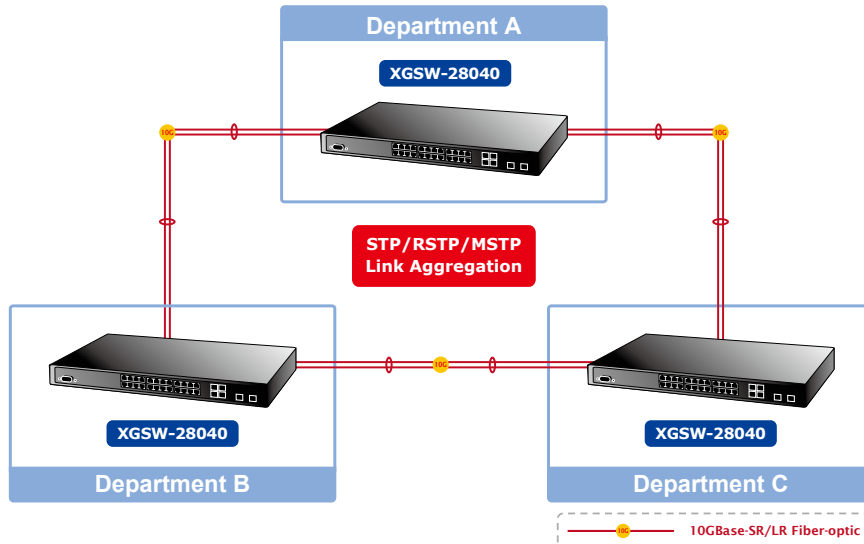 Department A
XGSW-28040
10G
10G
STP/RSTP/MSTP
Link Aggregation
10G
XGSW-28040
XGSW-28040
Department B
Department C
10G
10GBase-SR/LR Fiber-optic